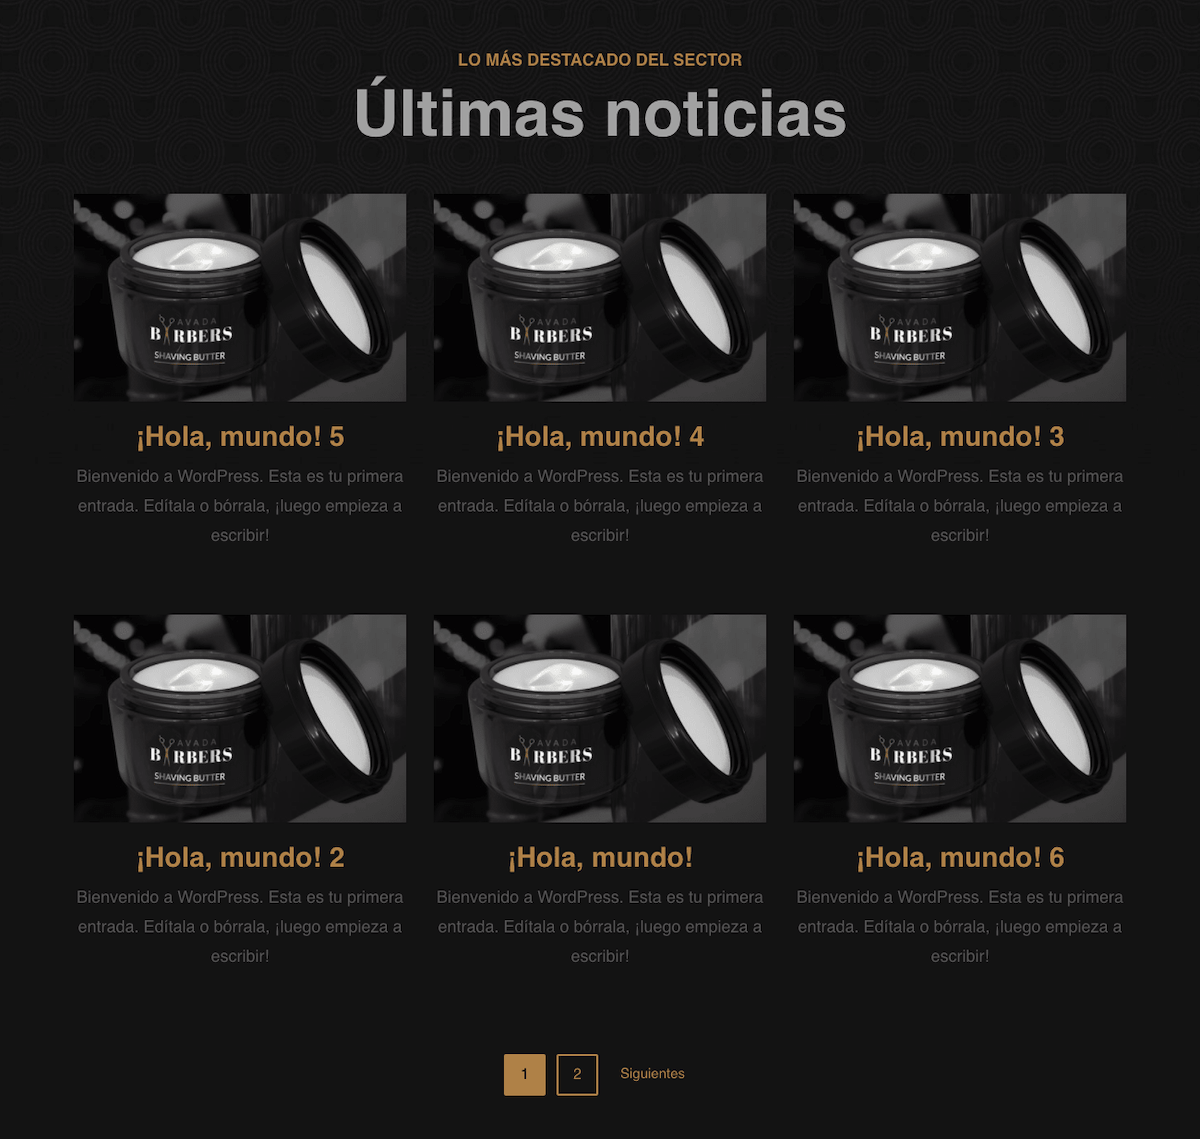 LO MÁS DESTACADO DEL SECTOR
Últimas noticias
AVADA
BARBERS
SHAVING BUTTER
AVADA
BARBERS
SHAVING BUTTER
AVADA
BARBERS
SHAVING BUTTER
¡Hola, mundo! 5
Bienvenido a WordPress. Esta es tu primera
entrada. Edítala o bórrala, ¡luego empieza a
escribir!
¡Hola, mundo! 4
Bienvenido a WordPress. Esta es tu primera
entrada. Edítala o bórrala, ¡luego empieza a
escribir!
¡Hola, mundo! 3
Bienvenido a WordPress. Esta es tu primera
entrada. Edítala o bórrala, ¡luego empieza a
escribir!
AVADA
BARBERS
SHAVING BUTTER
AVADA
BARBERS
SHAVING BUTTER
AVADA
BARBERS
SHAVING BUTTER
¡Hola, mundo! 2
Bienvenido a WordPress. Esta es tu primera
entrada. Edítala o bórrala, ¡luego empieza a
escribir!
¡Hola, mundo!
Bienvenido a WordPress. Esta es tu primera
entrada. Edítala o bórrala, ¡luego empieza a
escribir!
¡Hola, mundo! 6
Bienvenido a WordPress. Esta es tu primera
entrada. Edítala o bórrala, ¡luego empieza a
escribir!
1 2 Siguientes